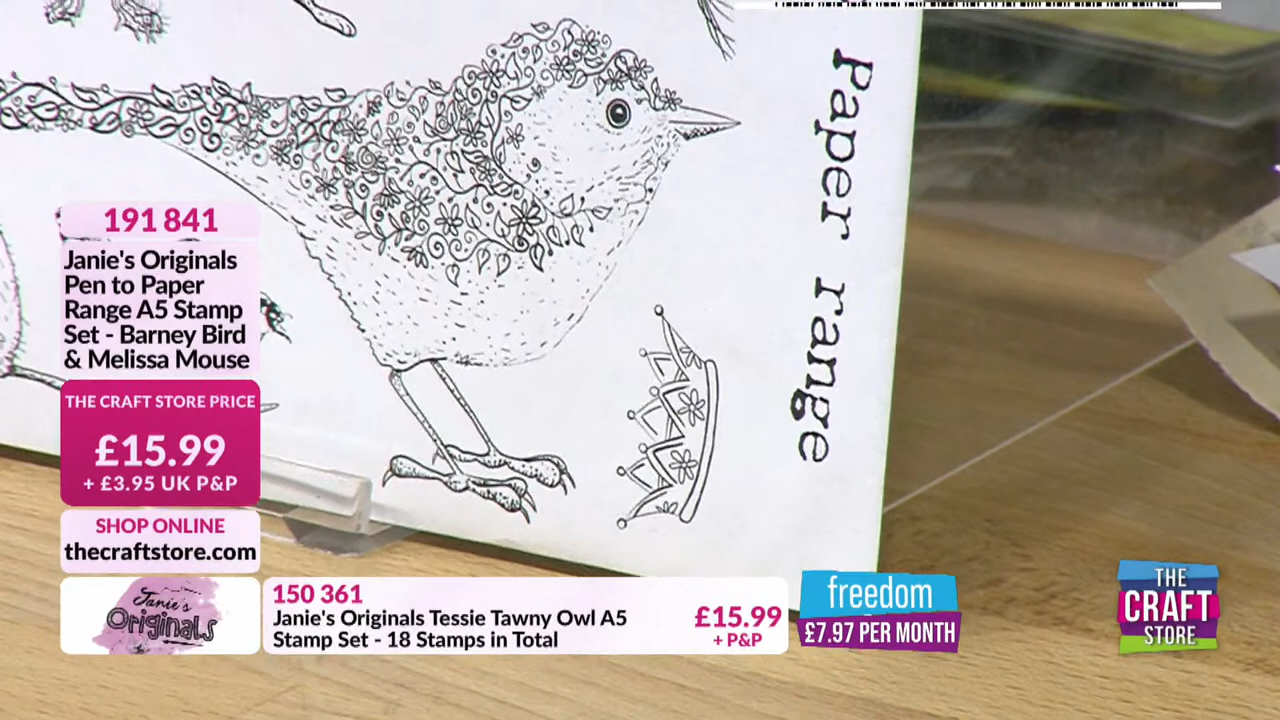 Paper range
191 841
Janie's Originals
Pen to Paper
Range A5 Stamp
Set - Barney Bird
& Melissa Mouse
THE CRAFT STORE PRICE
£15.99
+ £3.95 UK P&P
SHOP ONLINE
thecraftstore.com
Janie's
Originals
150 361
Janie's Originals Tessie Tawny Owl A5
Stamp Set - 18 Stamps in Total
£15.99
+ P&P
freedom
£7.97 PER MONTH
THE
CRAFT
STORE